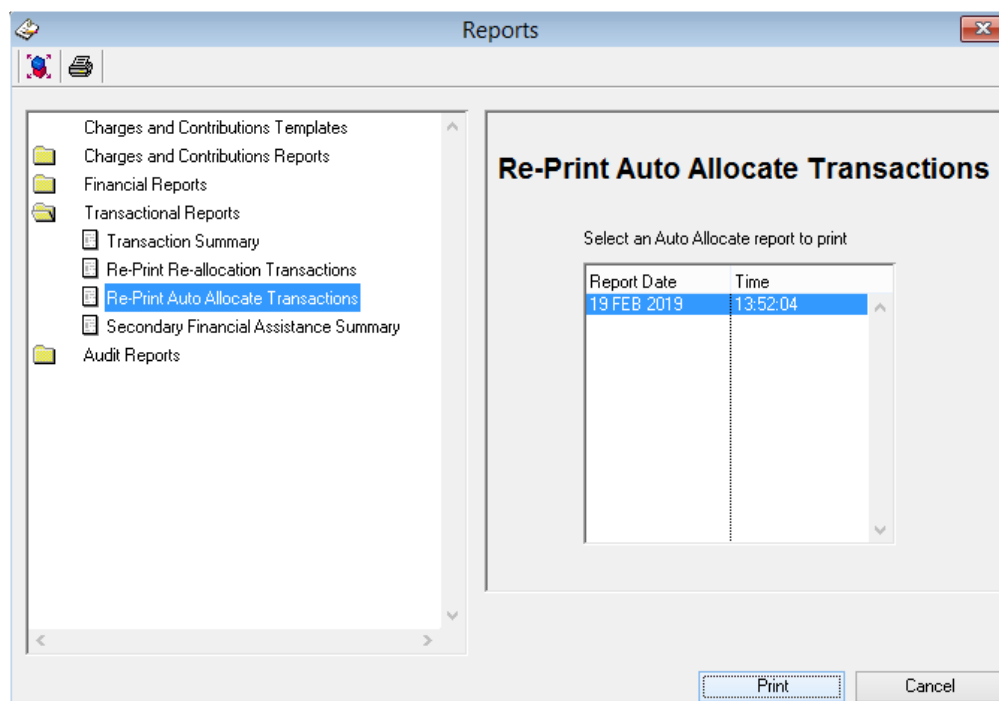 Reports
Charges and Contributions Templates
Charges and Contributions Reports
Financial Reports
Transactional Reports
Transaction Summary
Re-Print Re-allocation Transactions
Re-Print Auto Allocate Transactions
Secondary Financial Assistance Summary
Audit Reports
Re-Print Auto Allocate Transactions
Select an Auto Allocate report to print
Report Date Time
19 FEB 2019 13:52:04
Print Cancel